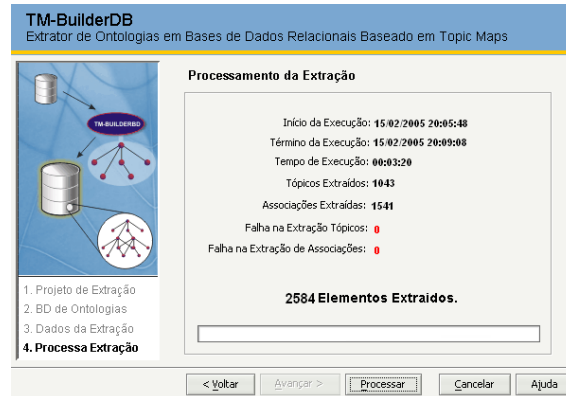 TM-BuilderDB
Extrator de Ontologias em Bases de Dados Relacionais Baseado em Topic Maps
TM-BUILDERBD
1. Projeto de Extração
2. BD de Ontologias
3. Dados da Extração
4. Processa Extração
Processamento da Extração
Início da Execução: 15/02/2005 20:05:48
Término da Execução: 15/02/2005 20:09:08
Tempo de Execução: 00:03:20
Tópicos Extraídos: 1043
Associações Extraídas: 1541
Falha na Extração Tópicos: 0
Falha na Extração de Associações: 0
2584 Elementos Extraidos.
< Voltar Avançar > Processar Cancelar Ajuda